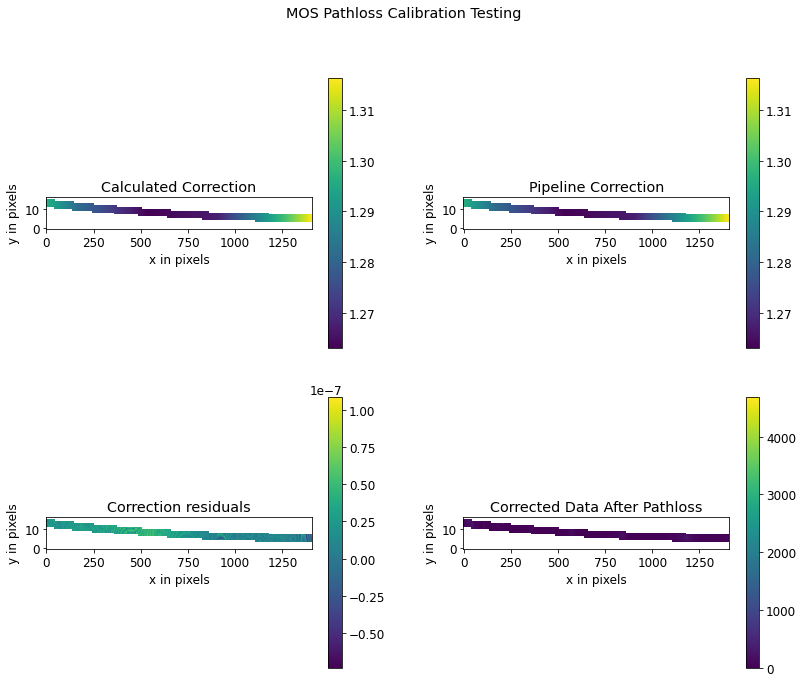 MOS Pathloss Calibration Testing
Calculated Correction
y in pixels
10
0
0 250 500 750 1000 1250
x in pixels
1.31
1.30
1.29
1.28
1.27
Pipeline Correction
y in pixels
10
0
0 250 500 750 1000 1250
x in pixels
1.31
1.30
1.29
1.28
1.27
Correction residuals
y in pixels
10
0
0 250 500 750 1000 1250
x in pixels
1e−7
1.00
0.75
0.50
0.25
0.00
−0.25
−0.50
Corrected Data After Pathloss
y in pixels
10
0
0 250 500 750 1000 1250
x in pixels
4000
3000
2000
1000
0